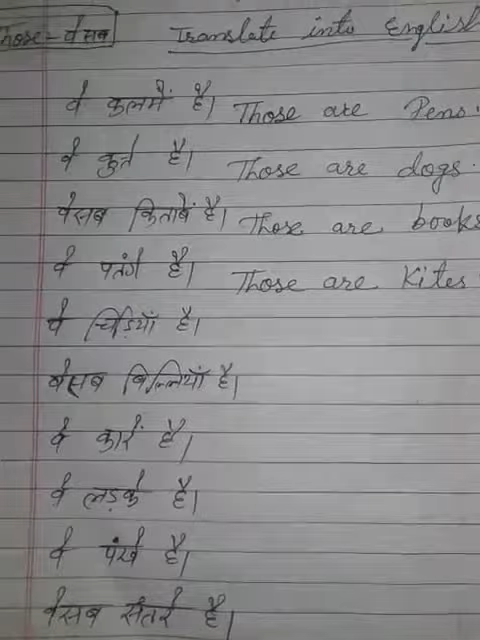 Those - वे सब Translate into English
वे कलमें है। Those are Pens.
वे कुत्ते है। Those are dogs.
वेसब किताबें है। Those are books
वे पतंगे है। Those are Kites
वे चिड़ियाँ है।
वेसब बिल्लियाँ है।
वे कारें है।
वे लड़के है।
वे पंखे है।
वेसब संतरे है।